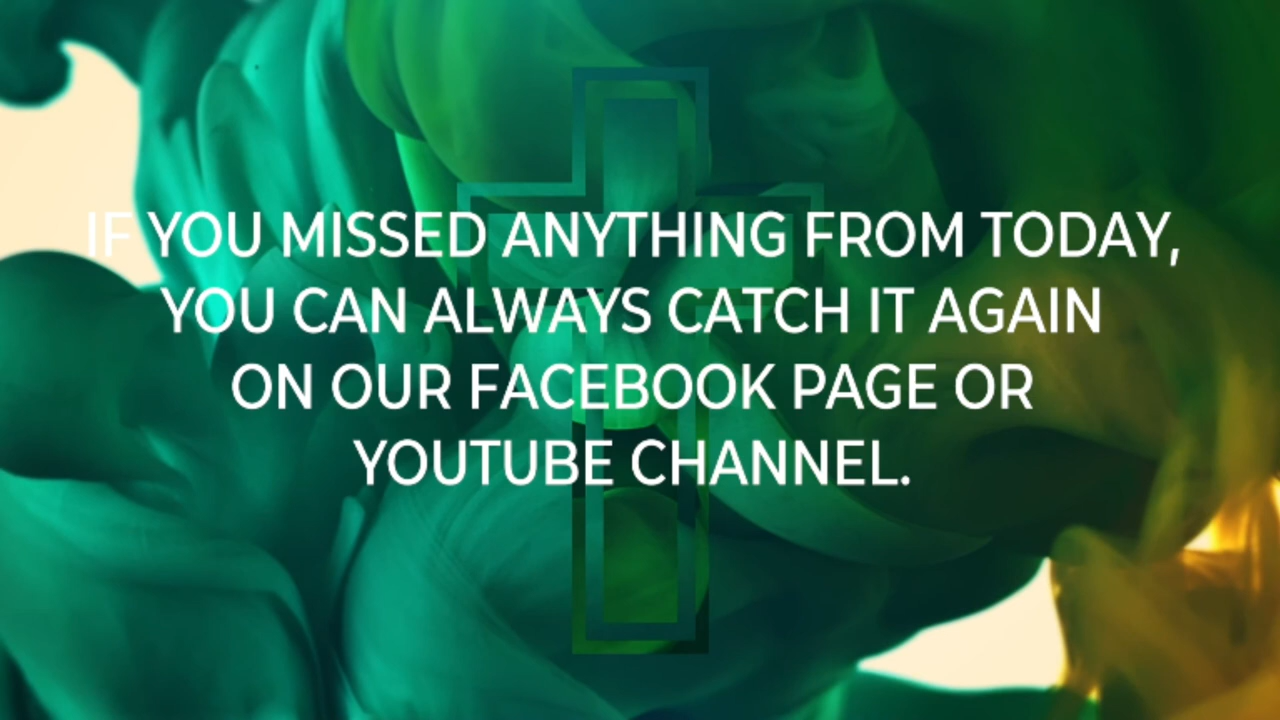 IF YOU MISSED ANYTHING FROM TODAY,
YOU CAN ALWAYS CATCH IT AGAIN
ON OUR FACEBOOK PAGE OR
YOUTUBE CHANNEL.